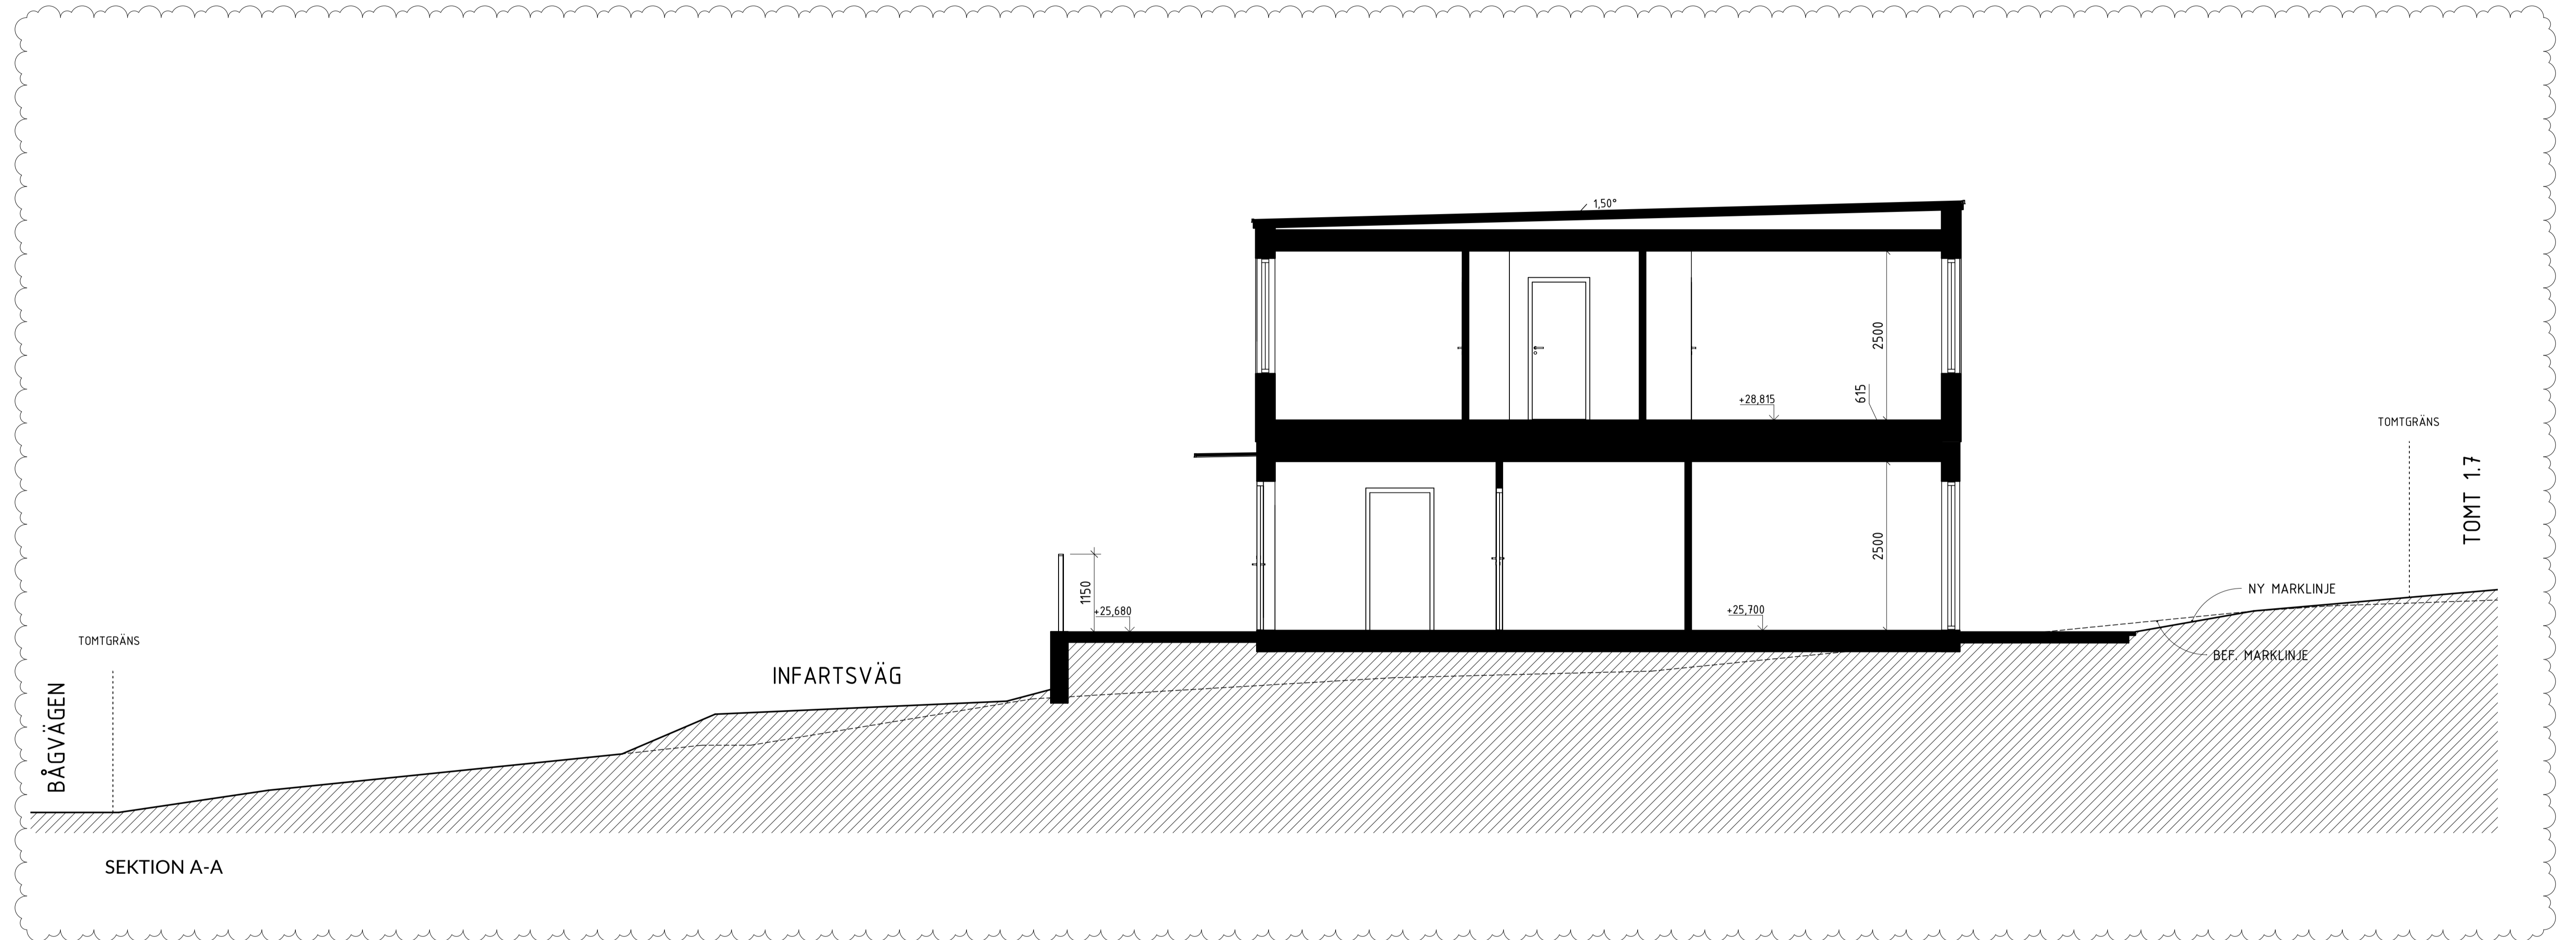 1,50°
2500
615
+28,815
TOMTGRÄNS
TOMT 1.7
2500
1150
+25,680
+25,700
NY MARKLINJE
BEF. MARKLINJE
TOMTGRÄNS
INFARTSVÄG
BÅGVÄGEN
SEKTION A-A